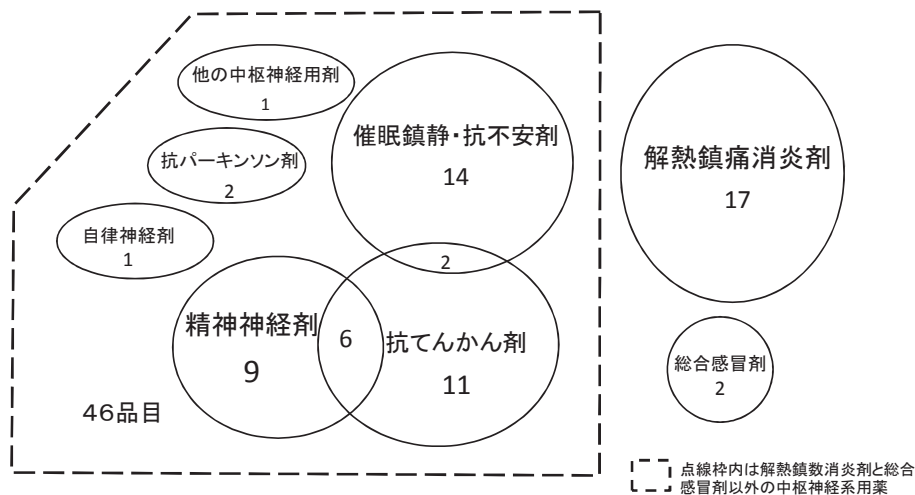 他の中枢神経用剤
1
催眠鎮静・抗不安剤
14
抗パーキンソン剤
2
自律神経剤
1
2
精神神経剤
9
6
抗てんかん剤
11
46品目
解熱鎮痛消炎剤
17
総合感冒剤
2
点線枠内は解熱鎮数消炎剤と総合
感冒剤以外の中枢神経系用薬